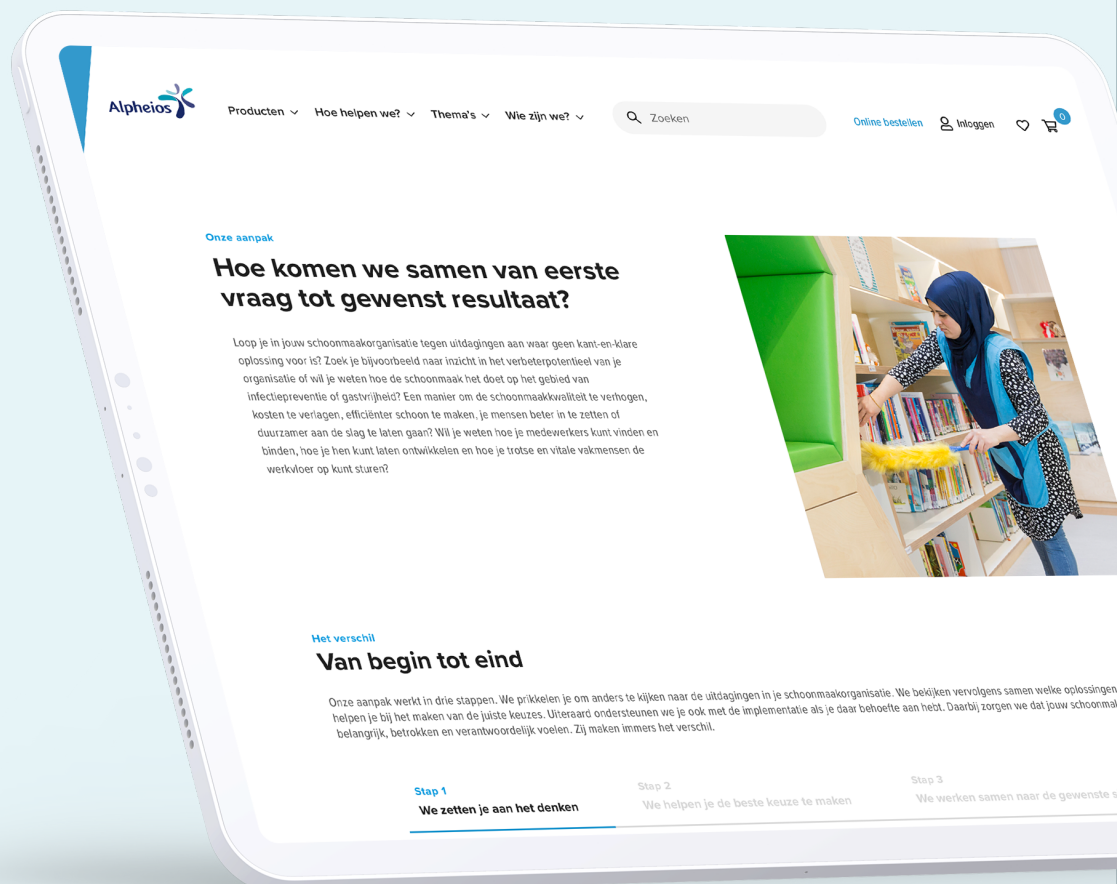 Alpheios
Producten
Hoe helpen we?
Thema's
Wie zijn we?
Zoeken
Online bestellen
Inloggen
0
Onze aanpak
Hoe komen we samen van eerste
vraag tot gewenst resultaat?
Loop je in jouw schoonmaakorganisatie tegen uitdagingen aan waar geen kant-en-klare
oplossing voor is? Zoek je bijvoorbeeld naar inzicht in het verbeterpotentieel van je
organisatie of wil je weten hoe de schoonmaak het doet op het gebied van
infectiepreventie of gastvrijheid? Een manier om de schoonmaakkwaliteit te verhogen,
kosten te verlagen, efficiënter schoon te maken, je mensen beter in te zetten of
duurzamer aan de slag te laten gaan? Wil je weten hoe je medewerkers kunt vinden en
binden, hoe je hen kunt laten ontwikkelen en hoe je trotse en vitale vakmensen de
werkvloer op kunt sturen?
Het verschil
Van begin tot eind
Onze aanpak werkt in drie stappen. We prikkelen je om anders te kijken naar de uitdagingen in je schoonmaakorganisatie. We bekijken vervolgens samen welke oplossingen
helpen je bij het maken van de juiste keuzes. Uiteraard ondersteunen we je ook met de implementatie als je daar behoefte aan hebt. Daarbij zorgen we dat jouw schoonmak
belangrijk, betrokken en verantwoordelijk voelen. Zij maken immers het verschil.
Stap 1
We zetten je aan het denken
Stap 2
We helpen je de beste keuze te maken
Stap 3
We werken samen naar de gewenste s